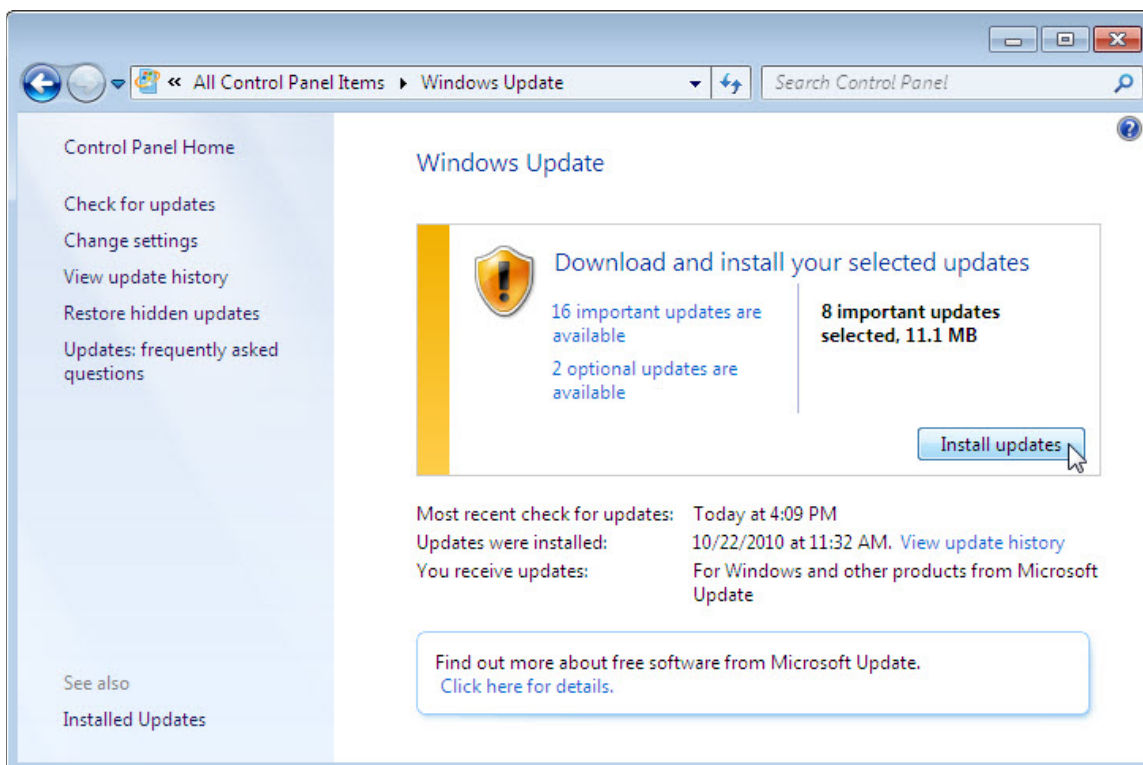 All Control Panel Items
Windows Update
Search Control Panel
Control Panel Home
Check for updates
Change settings
View update history
Restore hidden updates
Updates: frequently asked
questions
See also
Installed Updates
Windows Update
Download and install your selected updates
16 important updates are
available
2 optional updates are
available
8 important updates
selected, 11.1 MB
Install updates
Most recent check for updates: Today at 4:09 PM
Updates were installed: 10/22/2010 at 11:32 AM. View update history
You receive updates: For Windows and other products from Microsoft
Update
Find out more about free software from Microsoft Update.
Click here for details.